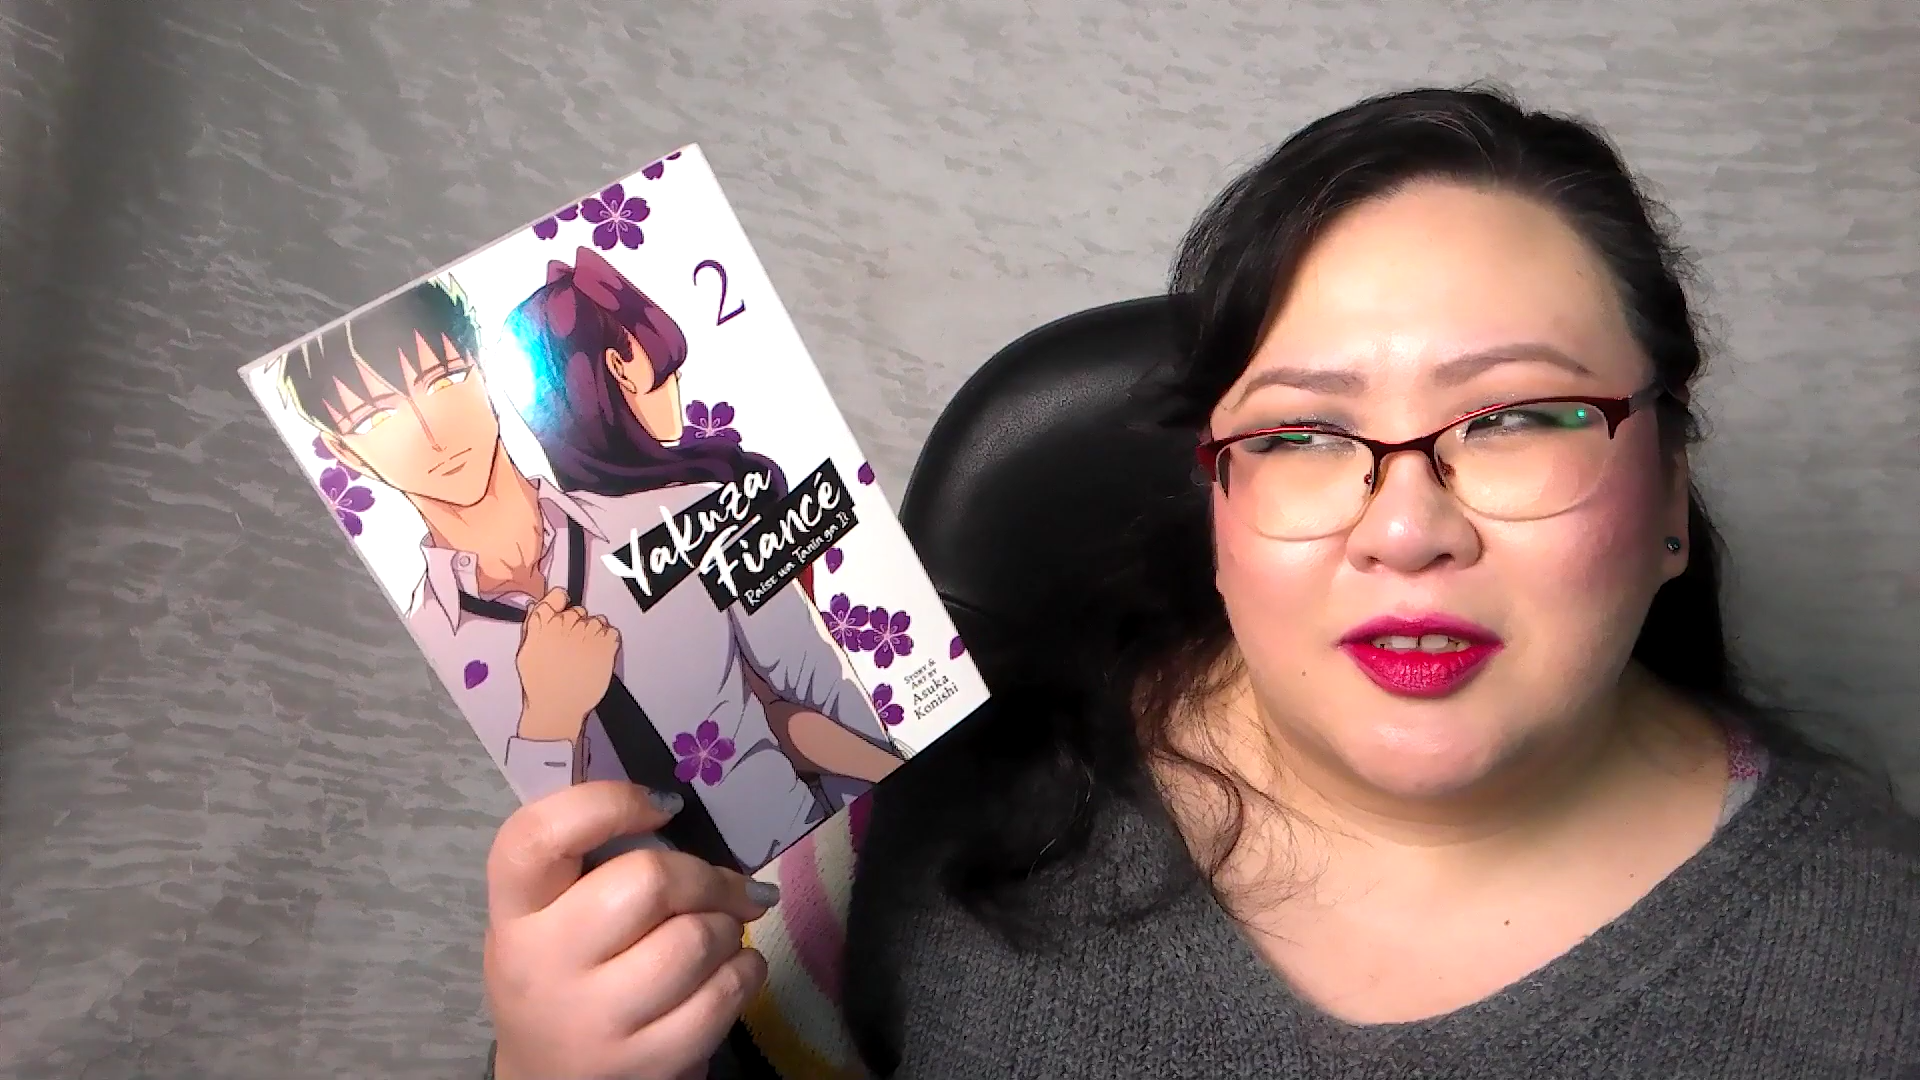 2
Yakuza
Fiancé
Raise wa Tanin ga Ii
STORY &
ART BY
Asuka
Konishi